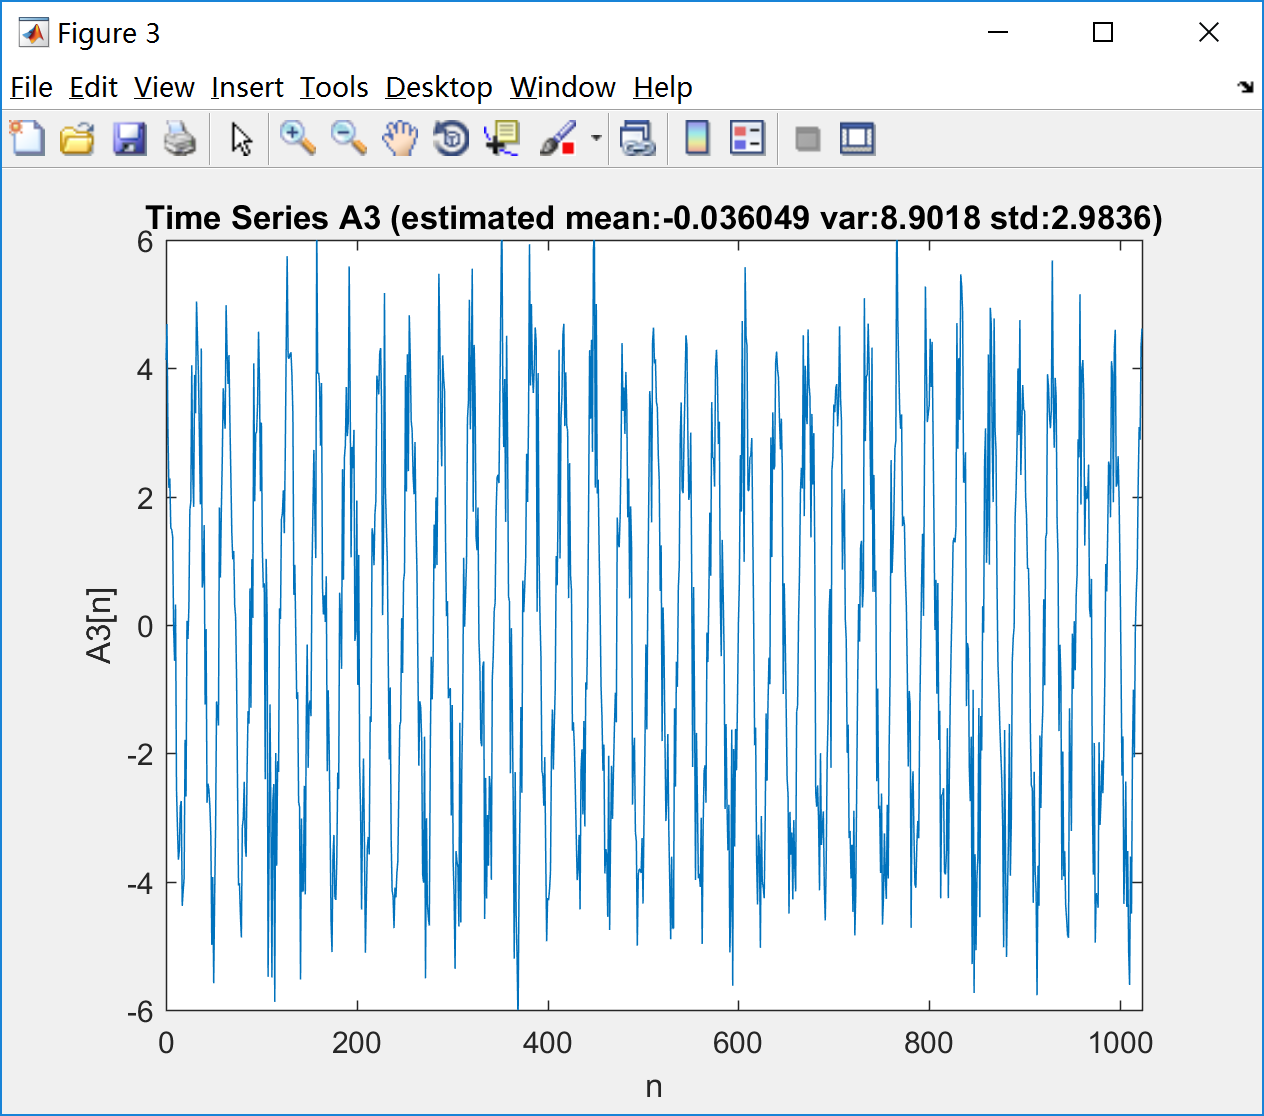 Figure 3
File Edit View Insert Tools Desktop Window Help
Time Series A3 (estimated mean:-0.036049 var:8.9018 std:2.9836)
6
4
2
0
-2
-4
-6
A3[n]
0 200 400 600 800 1000
n